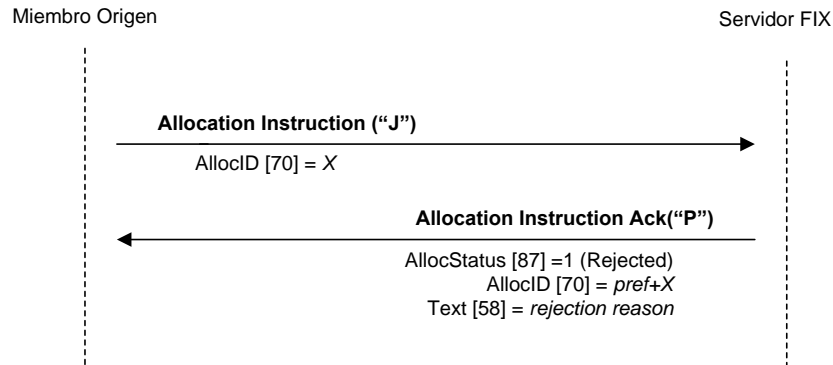 Miembro Origen
Servidor FIX
Allocation Instruction ("J")
AllocID [70] = X
Allocation Instruction Ack("P")
AllocStatus [87] =1 (Rejected)
AllocID [70] = pref+X
Text [58] = rejection reason